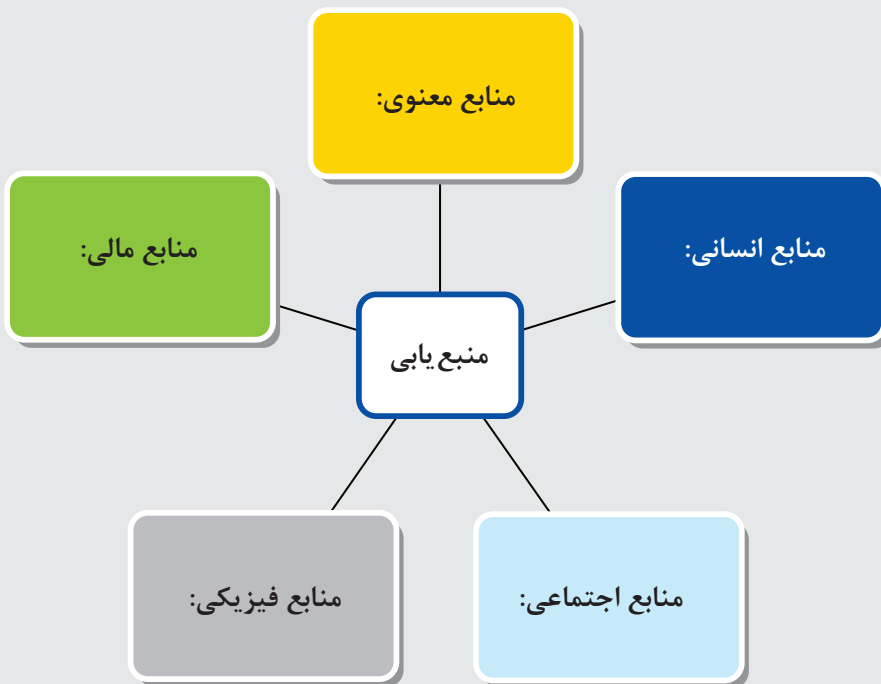 منابع معنوی:
منابع انسانی:
منابع مالی:
منبع‌یابی
منابع اجتماعی:
منابع فیزیکی: